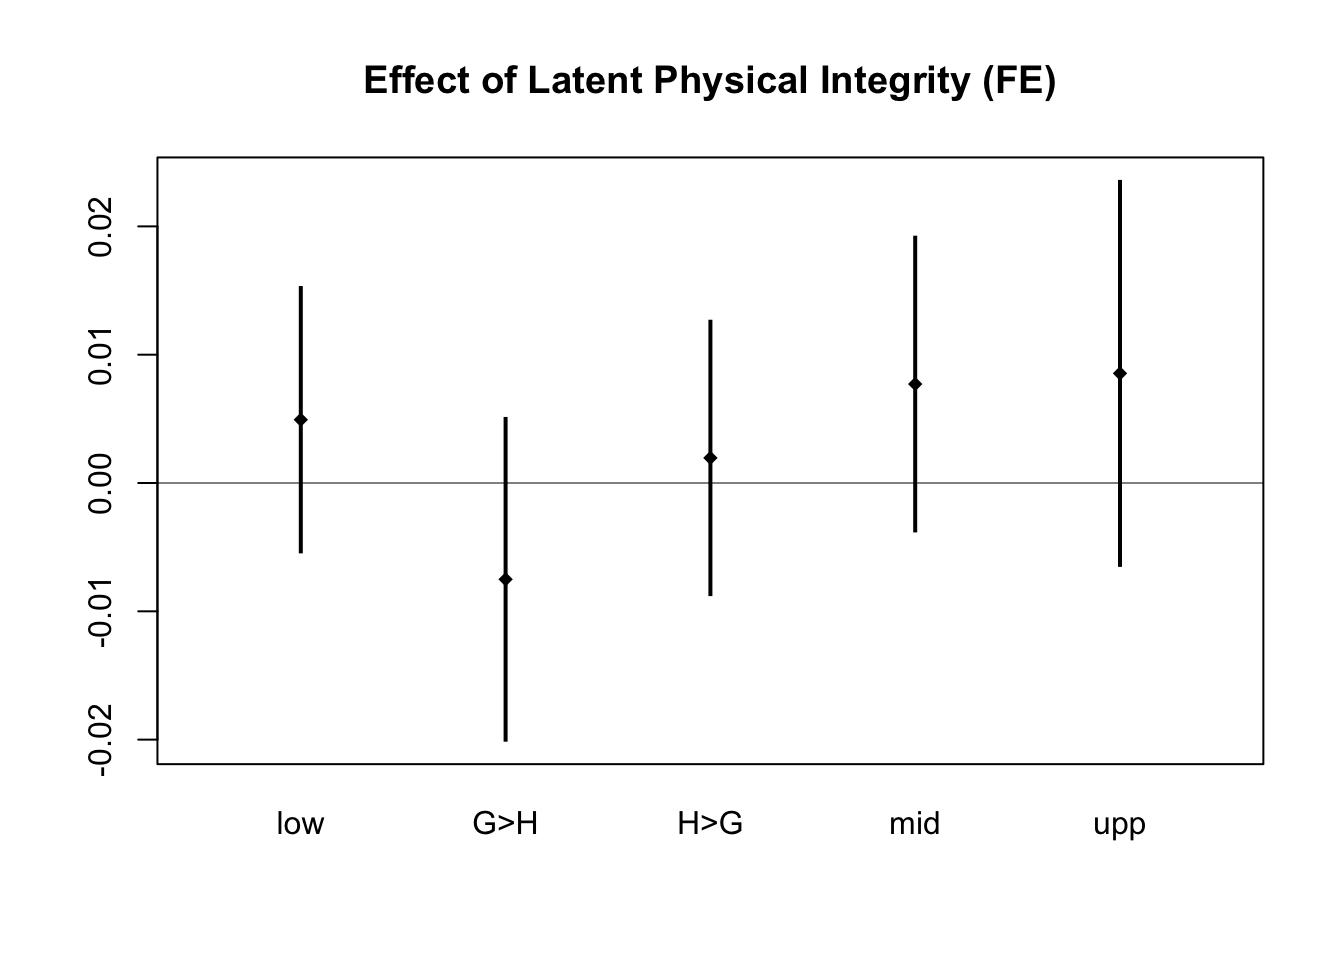 Effect of Latent Physical Integrity (FE)
0.02
0.01
0.00
-0.01
-0.02
low G>H H>G mid upp